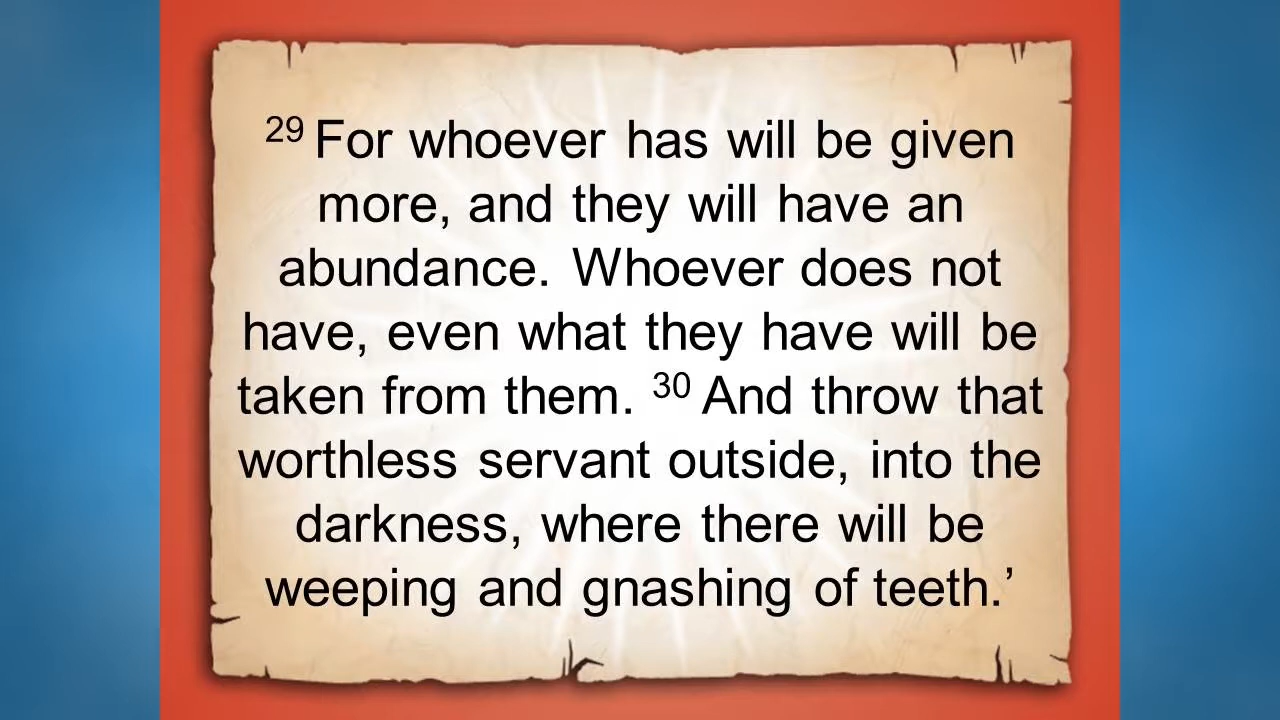 29 For whoever has will be given
more, and they will have an
abundance. Whoever does not
have, even what they have will be
taken from them. 30 And throw that
worthless servant outside, into the
darkness, where there will be
weeping and gnashing of teeth.’